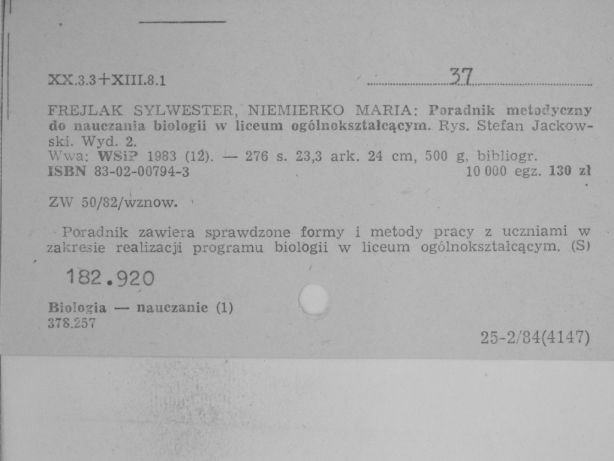 XX.3.3+XIII.8.1 37
FREJLAK SYLWESTER, NIEMIERKO MARIA: Poradnik metodyczny
do nauczania biologii w liceum ogólnokształcącym. Rys. Stefan Jackow-
ski. Wyd. 2.
Wwa: WSiP 1983 (12). — 276 s. 23,3 ark. 24 cm, 500 g, bibliogr.
ISBN 83-02-00794-3 10 000 egz. 130 zł
ZW 50/82/wznow.
Poradnik zawiera sprawdzone formy i metody pracy z uczniami w
zakresie realizacji programu biologii w liceum ogólnokształcącym. (S)
182.920
Biologia — nauczanie (1)
378.257
25-2/84(4147)